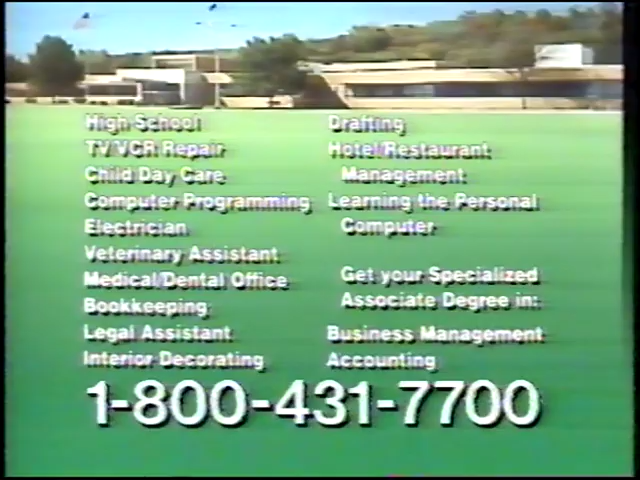 High School
TV/VCR Repair
Child Day Care
Computer Programming
Electrician
Veterinary Assistant
Medical/Dental Office
Bookkeeping
Legal Assistant
Interior Decorating
Drafting
Hotel/Restaurant
Management
Learning the Personal
Computer
Get your Specialized
Associate Degree in:
Business Management
Accounting
1-800-431-7700